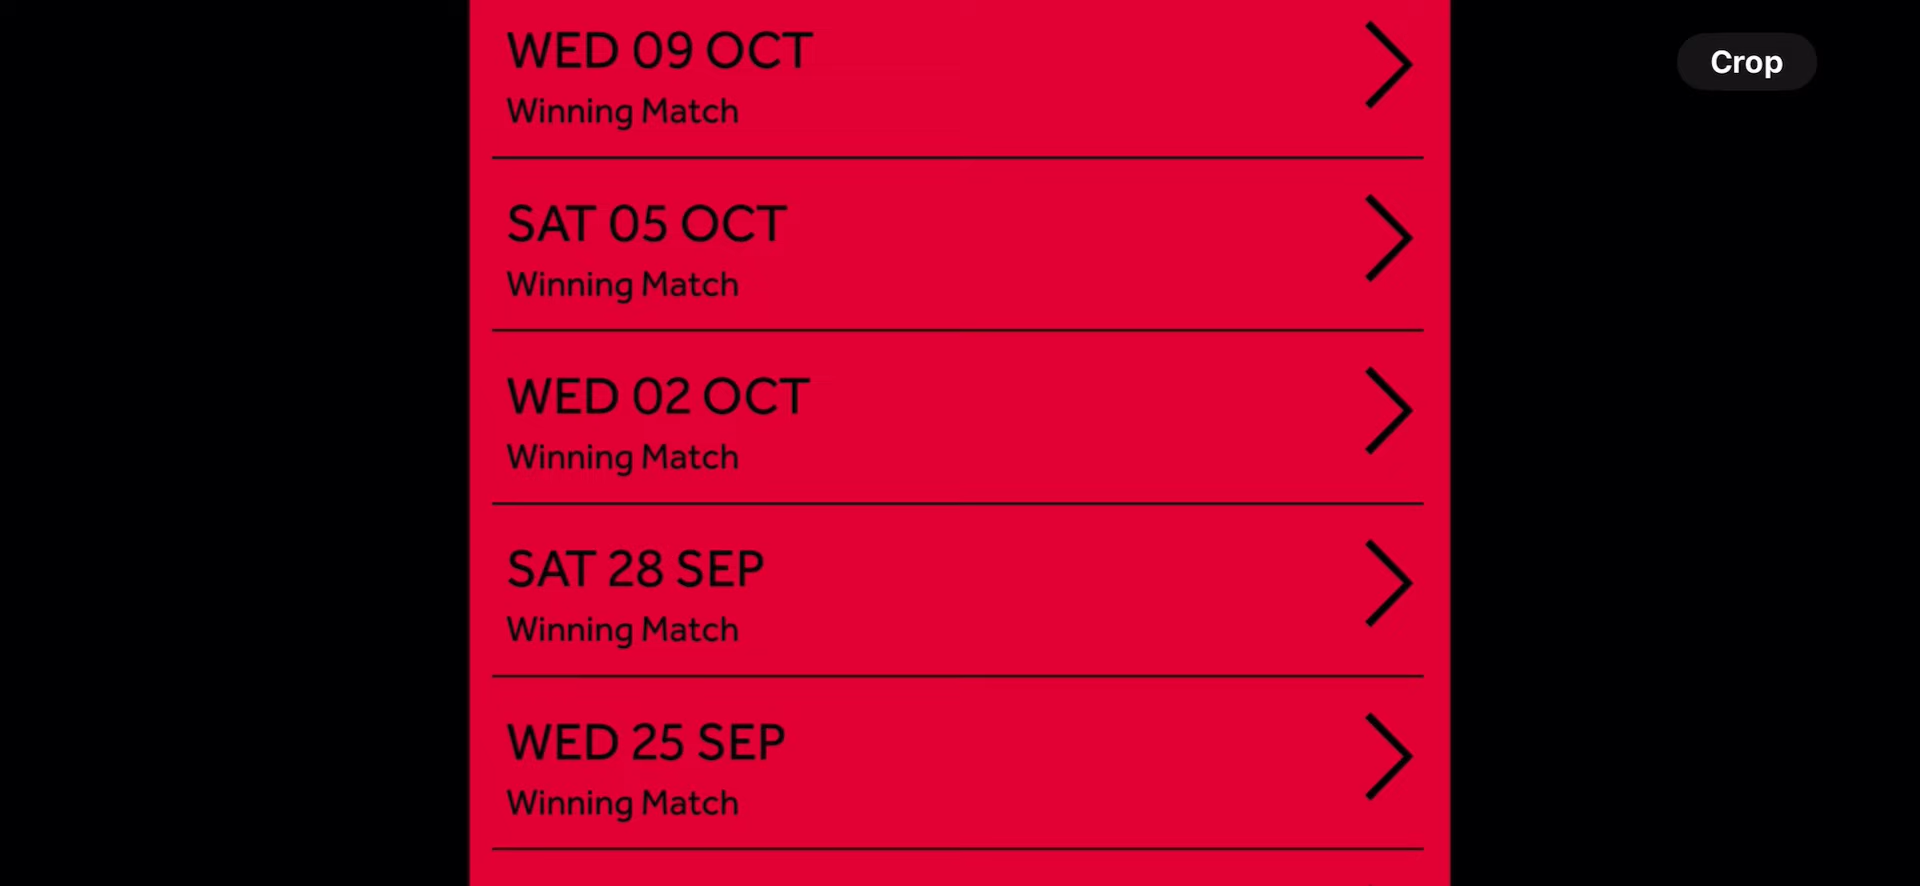 WED 09 OCT
Winning Match
Crop
SAT 05 OCT
Winning Match
WED 02 OCT
Winning Match
SAT 28 SEP
Winning Match
WED 25 SEP
Winning Match